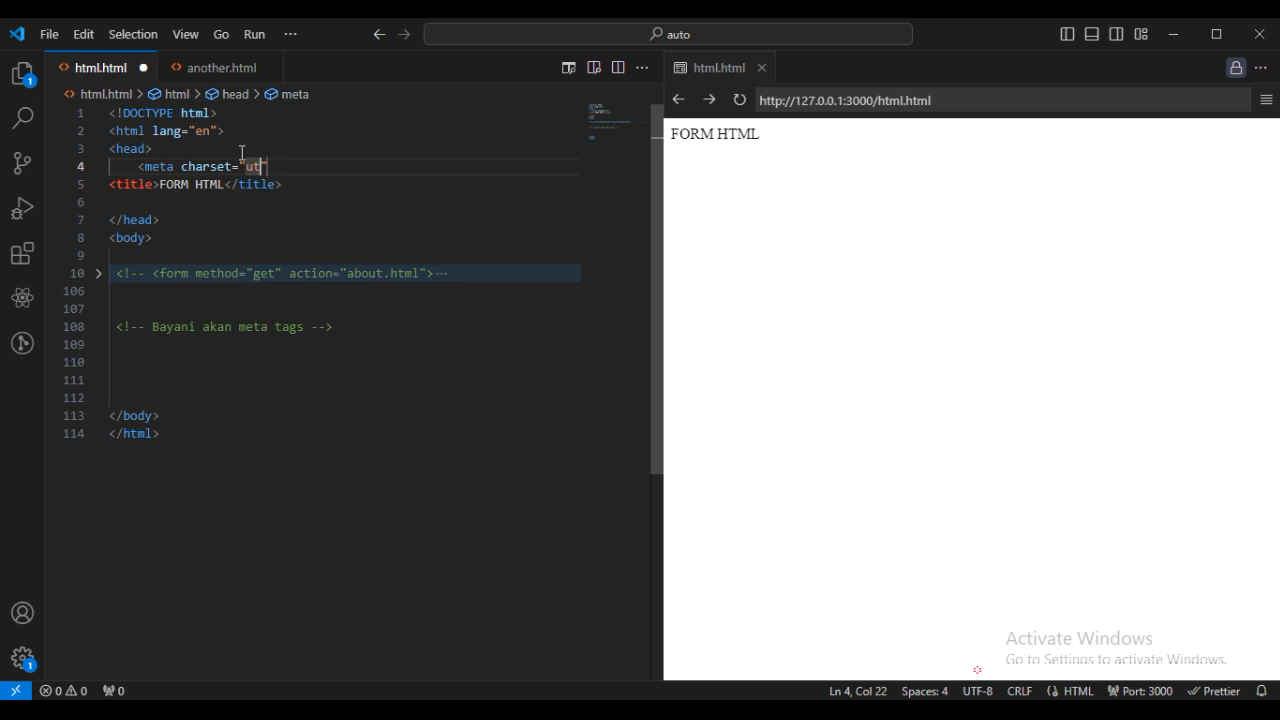 File Edit Selection View Go Run ··· auto
html.html another.html ···
html.html > html > head > meta
1 <!DOCTYPE html>
2 <html lang="en">
3 <head>
4 <meta charset="ut"
5 <title>FORM HTML</title>
6
7 </head>
8 <body>
9
10 <!-- <form method="get" action="about.html">···
106
107
108 <!-- Bayani akan meta tags -->
109
110
111
112
113 </body>
114 </html>
html.html ···
http://127.0.0.1:3000/html.html
FORM HTML
Activate Windows
Go to Settings to activate Windows.
1
1
0 0 0 Ln 4, Col 22 Spaces: 4 UTF-8 CRLF HTML Port: 3000 Prettier